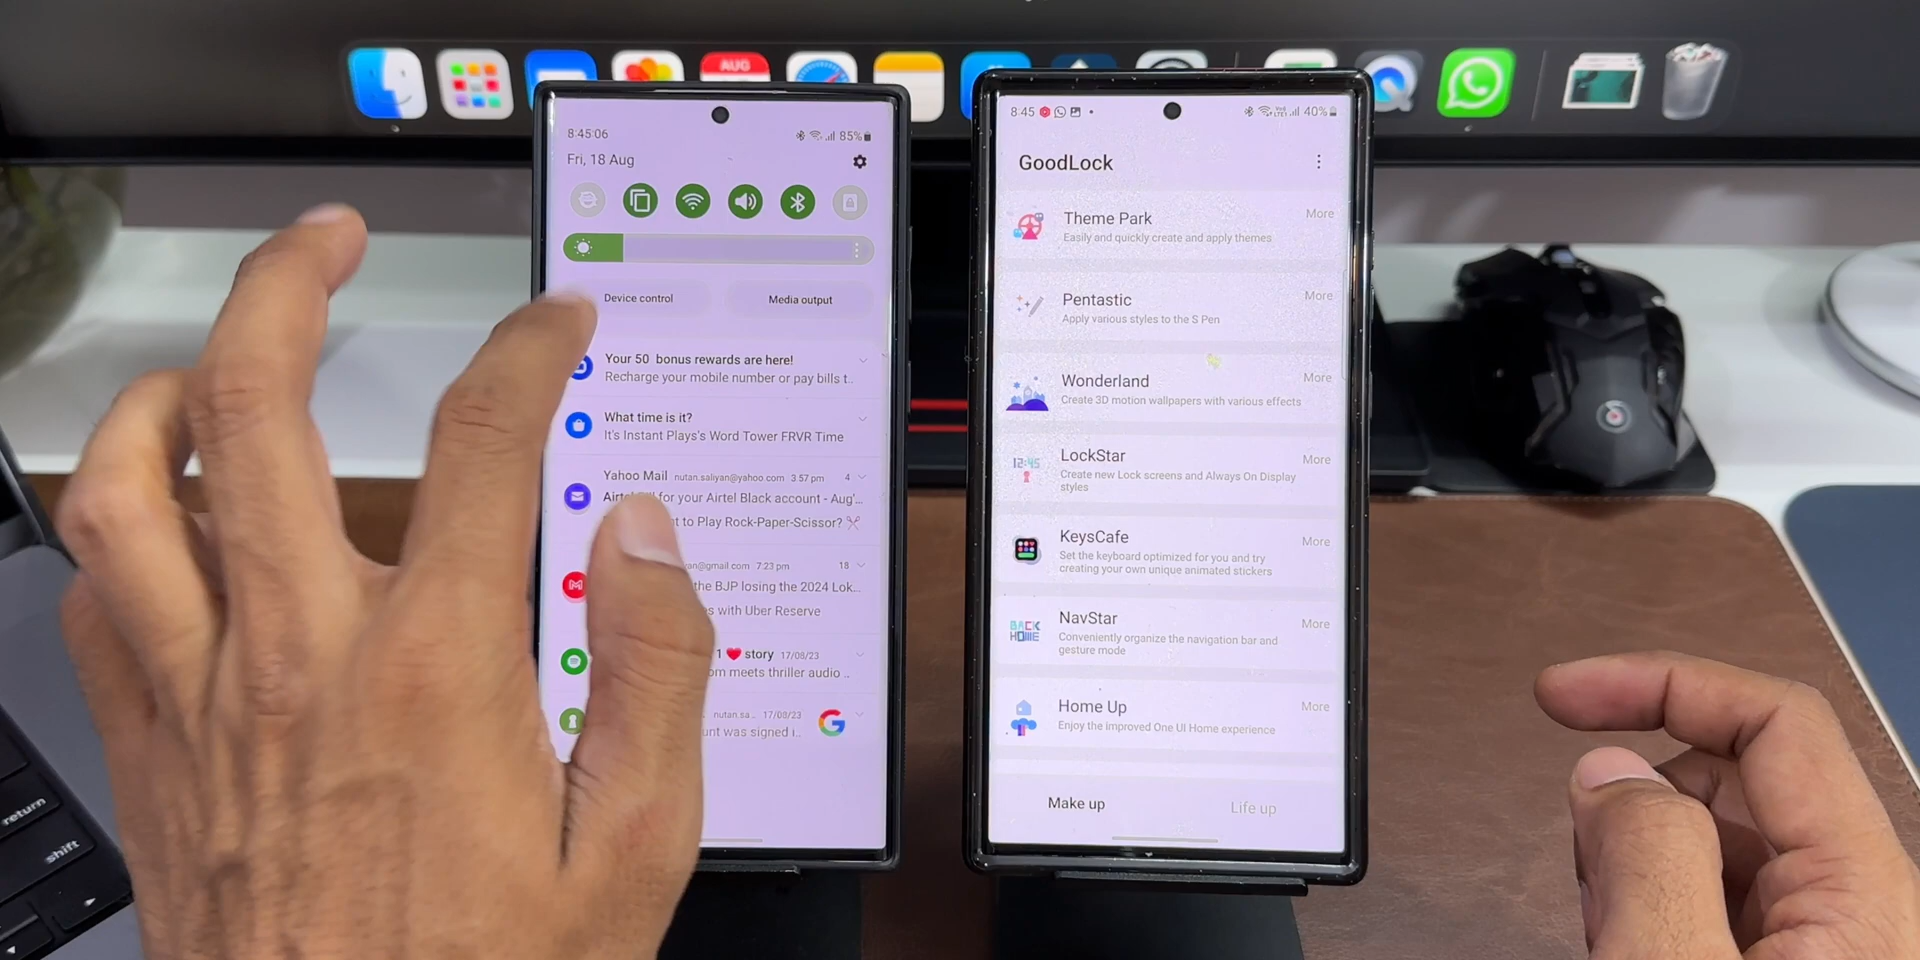 AUG
8:45:06
85%
Fri, 18 Aug
Device control
Media output
Your 50 bonus rewards are here!
Recharge your mobile number or pay bills t..
What time is it?
It's Instant Plays's Word Tower FRVR Time
Yahoo Mail nutan.saliyan@yahoo.com 3:57 pm 4
for your Airtel Black account - Aug'...
to Play Rock-Paper-Scissor?
@gmail.com 7:23 pm 18
the BJP losing the 2024 Lok...
with Uber Reserve
1 ❤️ story 17/08/23
meets thriller audio ..
nutan.sa.. 17/08/23
was signed i..
8:45
40%
GoodLock
Theme Park More
Easily and quickly create and apply themes
Pentastic More
Apply various styles to the S Pen
Wonderland More
Create 3D motion wallpapers with various effects
12:45
LockStar More
Create new Lock screens and Always On Display
styles
KeysCafe More
Set the keyboard optimized for you and try
creating your own unique animated stickers
BACK
HOME
NavStar More
Conveniently organize the navigation bar and
gesture mode
Home Up More
Enjoy the improved One UI Home experience
Make up
Life up
return
shift